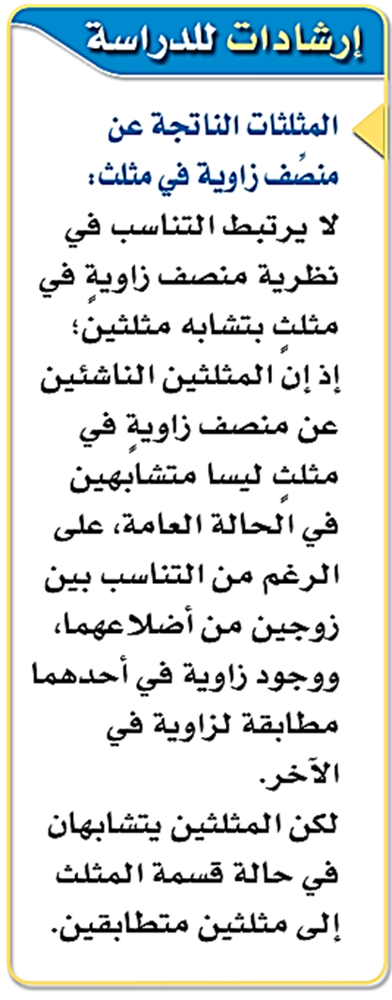 إرشادات للدراسة
المثلثات الناتجة عن
منصِّف زاوية في مثلث:
لا يرتبط التناسب في
نظرية منصف زاويةٍ في
مثلثٍ بتشابه مثلثين؛
إذ إن المثلثين الناشئين
عن منصف زاويةٍ في
مثلثٍ ليسا متشابهين
في الحالة العامة، على
الرغم من التناسب بين
زوجين من أضلاعهما،
ووجود زاوية في أحدهما
مطابقة لزاوية في
الآخر.
لكن المثلثين يتشابهان
في حالة قسمة المثلث
إلى مثلثين متطابقين.